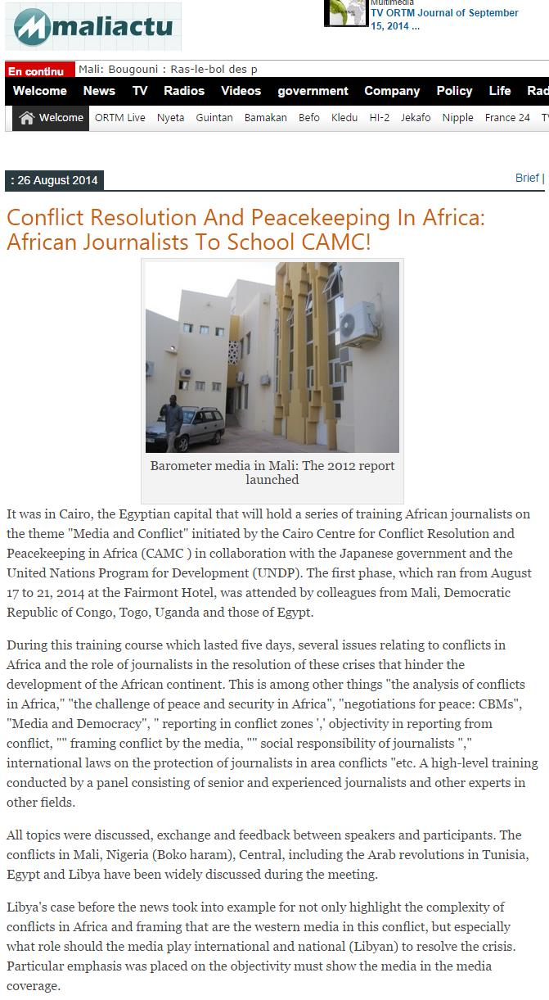 maliactu
Multimedia
TV ORTM Journal of September
15, 2014 ...
En continu
Mali: Bougouni : Ras-le-bol des p
Welcome News TV Radios Videos government Company Policy Life Rad
Welcome ORTM Live Nyeta Guintan Bamakan Befo Kledu HI-2 Jekafo Nipple France 24 T
: 26 August 2014
Brief |
Conflict Resolution And Peacekeeping In Africa:
African Journalists To School CAMC!
Barometer media in Mali: The 2012 report
launched
It was in Cairo, the Egyptian capital that will hold a series of training African journalists on
the theme "Media and Conflict" initiated by the Cairo Centre for Conflict Resolution and
Peacekeeping in Africa (CAMC ) in collaboration with the Japanese government and the
United Nations Program for Development (UNDP). The first phase, which ran from August
17 to 21, 2014 at the Fairmont Hotel, was attended by colleagues from Mali, Democratic
Republic of Congo, Togo, Uganda and those of Egypt.
During this training course which lasted five days, several issues relating to conflicts in
Africa and the role of journalists in the resolution of these crises that hinder the
development of the African continent. This is among other things "the analysis of conflicts
in Africa," "the challenge of peace and security in Africa", "negotiations for peace: CBMs",
"Media and Democracy", " reporting in conflict zones ',' objectivity in reporting from
conflict, "" framing conflict by the media, "" social responsibility of journalists ","
international laws on the protection of journalists in area conflicts "etc. A high-level training
conducted by a panel consisting of senior and experienced journalists and other experts in
other fields.
All topics were discussed, exchange and feedback between speakers and participants. The
conflicts in Mali, Nigeria (Boko haram), Central, including the Arab revolutions in Tunisia,
Egypt and Libya have been widely discussed during the meeting.
Libya's case before the news took into example for not only highlight the complexity of
conflicts in Africa and framing that are the western media in this conflict, but especially
what role should the media play international and national (Libyan) to resolve the crisis.
Particular emphasis was placed on the objectivity must show the media in the media
coverage.